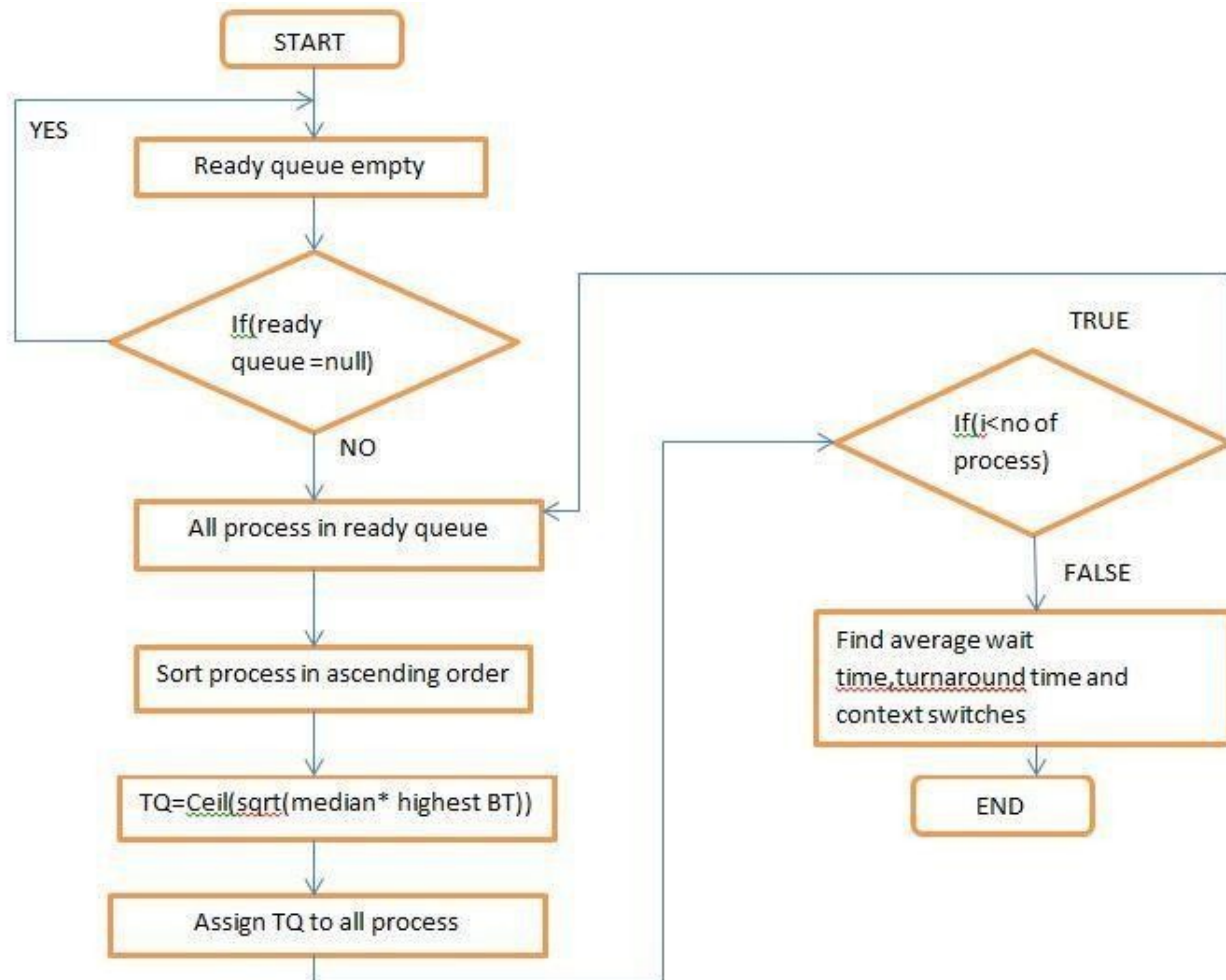 START
YES
Ready queue empty
If(ready
queue =null)
NO
All process in ready queue
Sort process in ascending order
TQ=Ceil(sqrt(median* highest BT))
Assign TQ to all process
TRUE
If(i<no of
process)
FALSE
Find average wait
time,turnaround time and
context switches
END